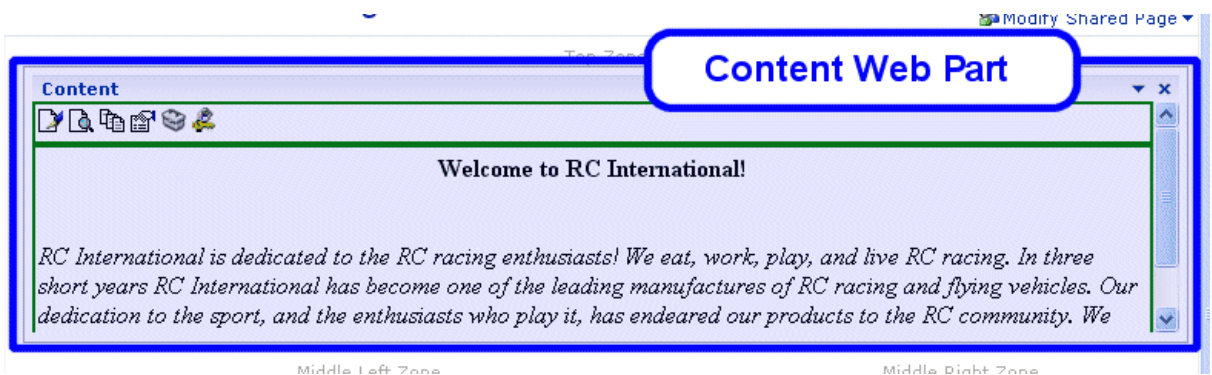 Modify Shared Page
Top Zone
Content Web Part
Content
Welcome to RC International!
RC International is dedicated to the RC racing enthusiasts! We eat, work, play, and live RC racing. In three
short years RC International has become one of the leading manufactures of RC racing and flying vehicles. Our
dedication to the sport, and the enthusiasts who play it, has endeared our products to the RC community. We
Middle Left Zone
Middle Right Zone